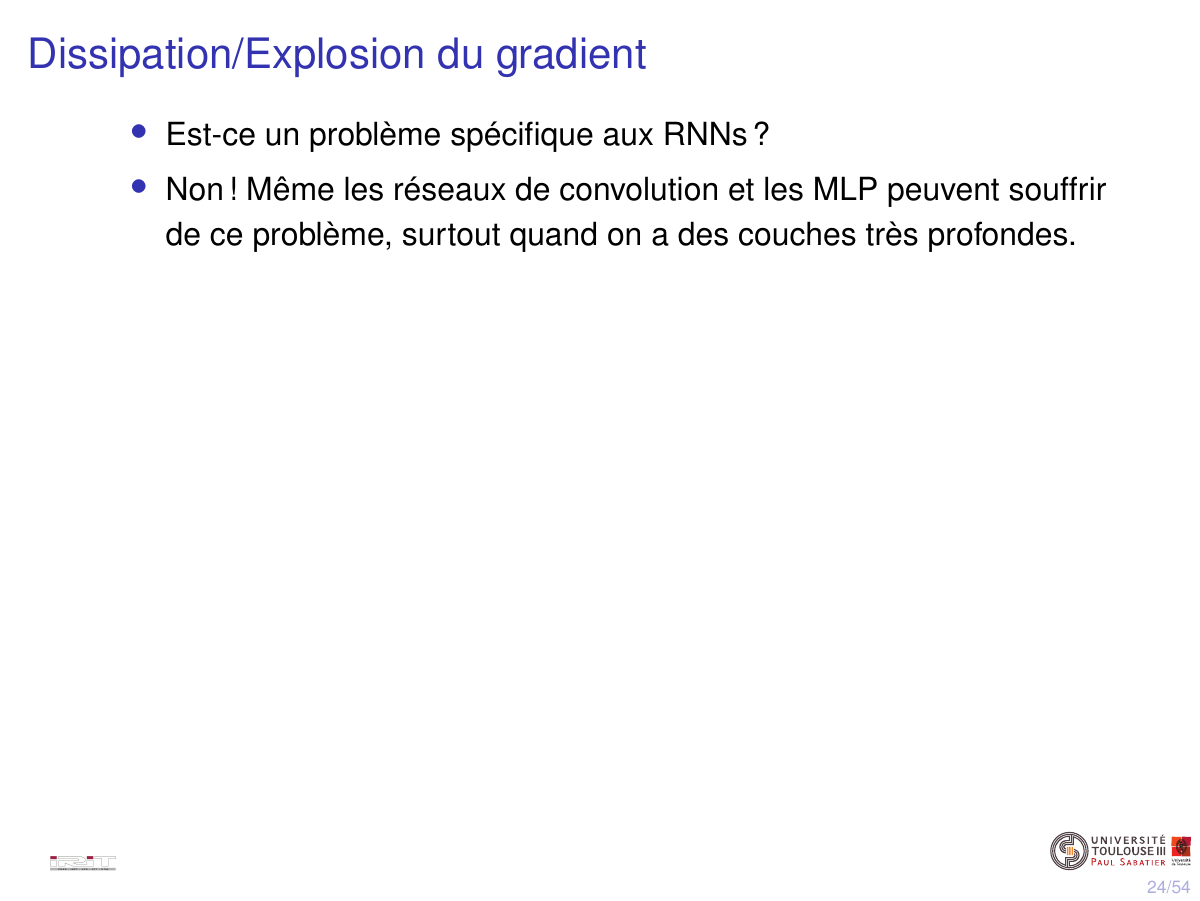 Dissipation/Explosion du gradient
Est-ce un problème spécifique aux RNNs ?
Non ! Même les réseaux de convolution et les MLP peuvent souffrir
de ce problème, surtout quand on a des couches très profondes.
iRiT
UNIVERSITÉ
TOULOUSE III
PAUL SABATIER
24/54